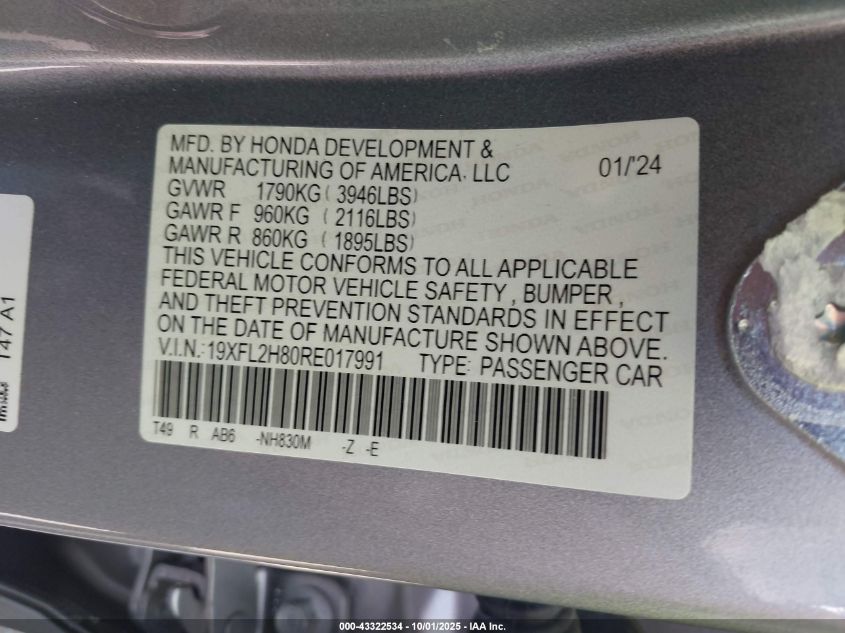 MFD. BY HONDA DEVELOPMENT &
MANUFACTURING OF AMERICA, LLC 01/'24
GVWR 1790KG ( 3946LBS)
GAWR F 960KG ( 2116LBS)
GAWR R 860KG ( 1895LBS)
THIS VEHICLE CONFORMS TO ALL APPLICABLE
FEDERAL MOTOR VEHICLE SAFETY , BUMPER ,
AND THEFT PREVENTION STANDARDS IN EFFECT
ON THE DATE OF MANUFACTURE SHOWN ABOVE.
V.I.N.:19XFL2H80RE017991 TYPE: PASSENGER CAR
T49 R AB6 -NH830M -Z -E
T47 A1
000-43322534 - 10/01/2025 - IAA Inc.